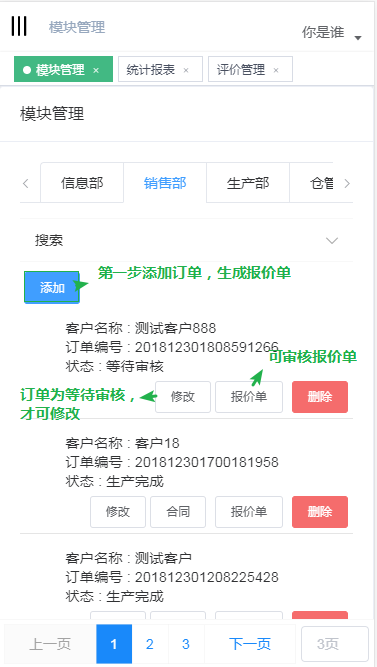 模块管理
你是谁
模块管理 ×
统计报表 ×
评价管理 ×
模块管理
信息部
销售部
生产部
仓管
搜索
添加
第一步添加订单，生成报价单
客户名称：测试客户888
订单编号：201812301808591266
状态：等待审核
可审核报价单
订单为等待审核，
才可修改
修改
报价单
删除
客户名称：客户18
订单编号：201812301700181958
状态：生产完成
修改
合同
报价单
删除
客户名称：测试客户
订单编号：201812301208225428
状态：生产完成
上一页
1
2
3
下一页
3页